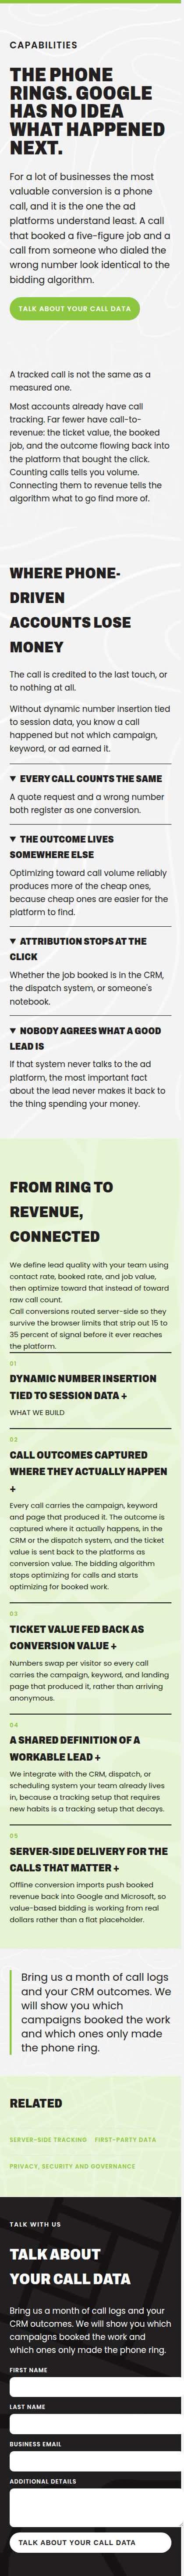 CAPABILITIES
THE PHONE
RINGS. GOOGLE
HAS NO IDEA
WHAT HAPPENED
NEXT.
For a lot of businesses the most
valuable conversion is a phone
call, and it is the one the ad
platforms understand least. A call
that booked a five-figure job and a
call from someone who dialed the
wrong number look identical to the
bidding algorithm.
TALK ABOUT YOUR CALL DATA
A tracked call is not the same as a
measured one.
Most accounts already have call
tracking. Far fewer have call-to-
revenue: the ticket value, the booked
job, and the outcome flowing back into
the platform that bought the click.
Counting calls tells you volume.
Connecting them to revenue tells the
algorithm what to go find more of.
WHERE PHONE-
DRIVEN
ACCOUNTS LOSE
MONEY
The call is credited to the last touch, or
to nothing at all.
Without dynamic number insertion tied
to session data, you know a call
happened but not which campaign,
keyword, or ad earned it.
▼ EVERY CALL COUNTS THE SAME
A quote request and a wrong number
both register as one conversion.
▼ THE OUTCOME LIVES
SOMEWHERE ELSE
Optimizing toward call volume reliably
produces more of the cheap ones,
because cheap ones are easier for the
platform to find.
▼ ATTRIBUTION STOPS AT THE
CLICK
Whether the job booked is in the CRM,
the dispatch system, or someone's
notebook.
▼ NOBODY AGREES WHAT A GOOD
LEAD IS
If that system never talks to the ad
platform, the most important fact
about the lead never makes it back to
the thing spending your money.
FROM RING TO
REVENUE,
CONNECTED
We define lead quality with your team using
contact rate, booked rate, and job value,
then optimize toward that instead of toward
raw call count.
Call conversions routed server-side so they
survive the browser limits that strip out 15 to
35 percent of signal before it ever reaches
the platform.
01
DYNAMIC NUMBER INSERTION
TIED TO SESSION DATA +
WHAT WE BUILD
02
CALL OUTCOMES CAPTURED
WHERE THEY ACTUALLY HAPPEN
+
Every call carries the campaign, keyword
and page that produced it. The outcome is
captured where it actually happens, in the
CRM or the dispatch system, and the ticket
value is sent back to the platforms as
conversion value. The bidding algorithm
stops optimizing for calls and starts
optimizing for booked work.
03
TICKET VALUE FED BACK AS
CONVERSION VALUE +
Numbers swap per visitor so every call
carries the campaign, keyword, and landing
page that produced it, rather than arriving
anonymous.
04
A SHARED DEFINITION OF A
WORKABLE LEAD +
We integrate with the CRM, dispatch, or
scheduling system your team already lives
in, because a tracking setup that requires
new habits is a tracking setup that decays.
05
SERVER-SIDE DELIVERY FOR THE
CALLS THAT MATTER +
Offline conversion imports push booked
revenue back into Google and Microsoft, so
value-based bidding is working from real
dollars rather than a flat placeholder.
Bring us a month of call logs
and your CRM outcomes. We
will show you which
campaigns booked the work
and which ones only made
the phone ring.
RELATED
SERVER-SIDE TRACKING FIRST-PARTY DATA
PRIVACY, SECURITY AND GOVERNANCE
TALK WITH US
TALK ABOUT
YOUR CALL DATA
Bring us a month of call logs and your
CRM outcomes. We will show you which
campaigns booked the work and
which ones only made the phone ring.
FIRST NAME
LAST NAME
BUSINESS EMAIL
ADDITIONAL DETAILS
TALK ABOUT YOUR CALL DATA